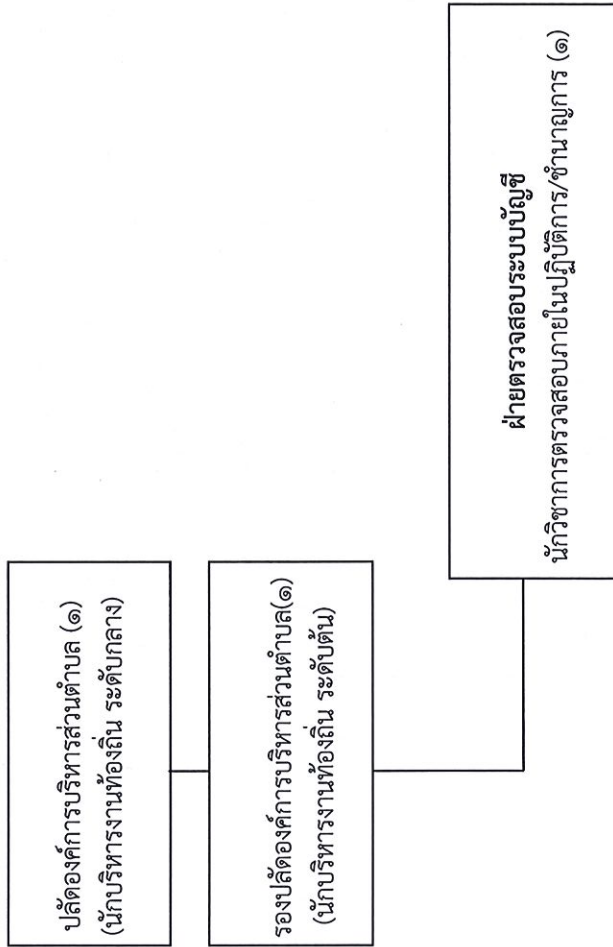 ปลัดองค์การบริหารส่วนตำบล (๑)
(นักบริหารงานท้องถิ่น ระดับกลาง)
รองปลัดองค์การบริหารส่วนตำบล(๑)
(นักบริหารงานท้องถิ่น ระดับต้น)
ฝ่ายตรวจสอบระบบบัญชี
นักวิชาการตรวจสอบภายในปฏิบัติการ/ชำนาญการ (๑)